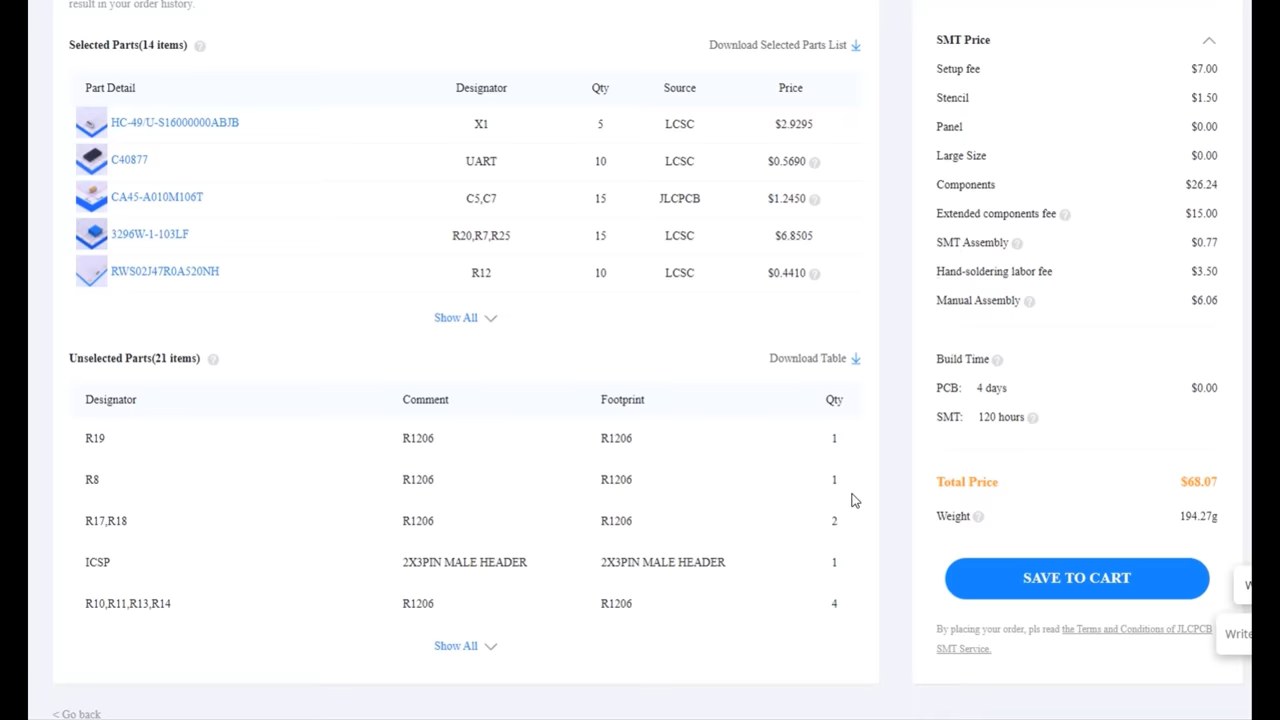 result in your order history.
Selected Parts(14 items) ?
Download Selected Parts List
Part Detail Designator Qty Source Price
HC-49/U-S16000000ABJB X1 5 LCSC $2.9295
C40877 UART 10 LCSC $0.5690 ?
CA45-A010M106T C5,C7 15 JLCPCB $1.2450 ?
3296W-1-103LF R20,R7,R25 15 LCSC $6.8505
RWS02J47R0A520NH R12 10 LCSC $0.4410 ?
Show All
Unselected Parts(21 items) ?
Download Table
Designator Comment Footprint Qty
R19 R1206 R1206 1
R8 R1206 R1206 1
R17,R18 R1206 R1206 2
ICSP 2X3PIN MALE HEADER 2X3PIN MALE HEADER 1
R10,R11,R13,R14 R1206 R1206 4
Show All
< Go back
SMT Price
Setup fee $7.00
Stencil $1.50
Panel $0.00
Large Size $0.00
Components $26.24
Extended components fee ? $15.00
SMT Assembly ? $0.77
Hand-soldering labor fee $3.50
Manual Assembly ? $6.06
Build Time ?
PCB: 4 days $0.00
SMT: 120 hours ?
Total Price $68.07
Weight ? 194.27g
SAVE TO CART
By placing your order, pls read the Terms and Conditions of JLCPCB
SMT Service.
W
Write